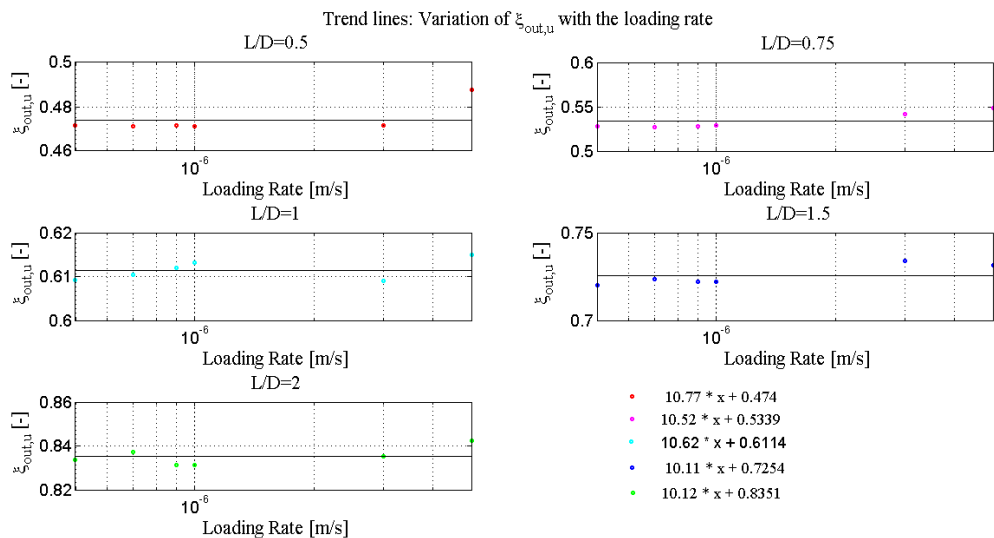 Trend lines: Variation of ξout,u with the loading rate
L/D=0.5
ξout,u [-]
0.5
0.48
0.46
10-6
Loading Rate [m/s]
L/D=0.75
ξout,u [-]
0.6
0.55
0.5
10-6
Loading Rate [m/s]
L/D=1
ξout,u [-]
0.62
0.61
0.6
10-6
Loading Rate [m/s]
L/D=1.5
ξout,u [-]
0.75
0.7
10-6
Loading Rate [m/s]
L/D=2
ξout,u [-]
0.86
0.84
0.82
10-6
Loading Rate [m/s]
10.77 * x + 0.474
10.52 * x + 0.5339
10.62 * x + 0.6114
10.11 * x + 0.7254
10.12 * x + 0.8351